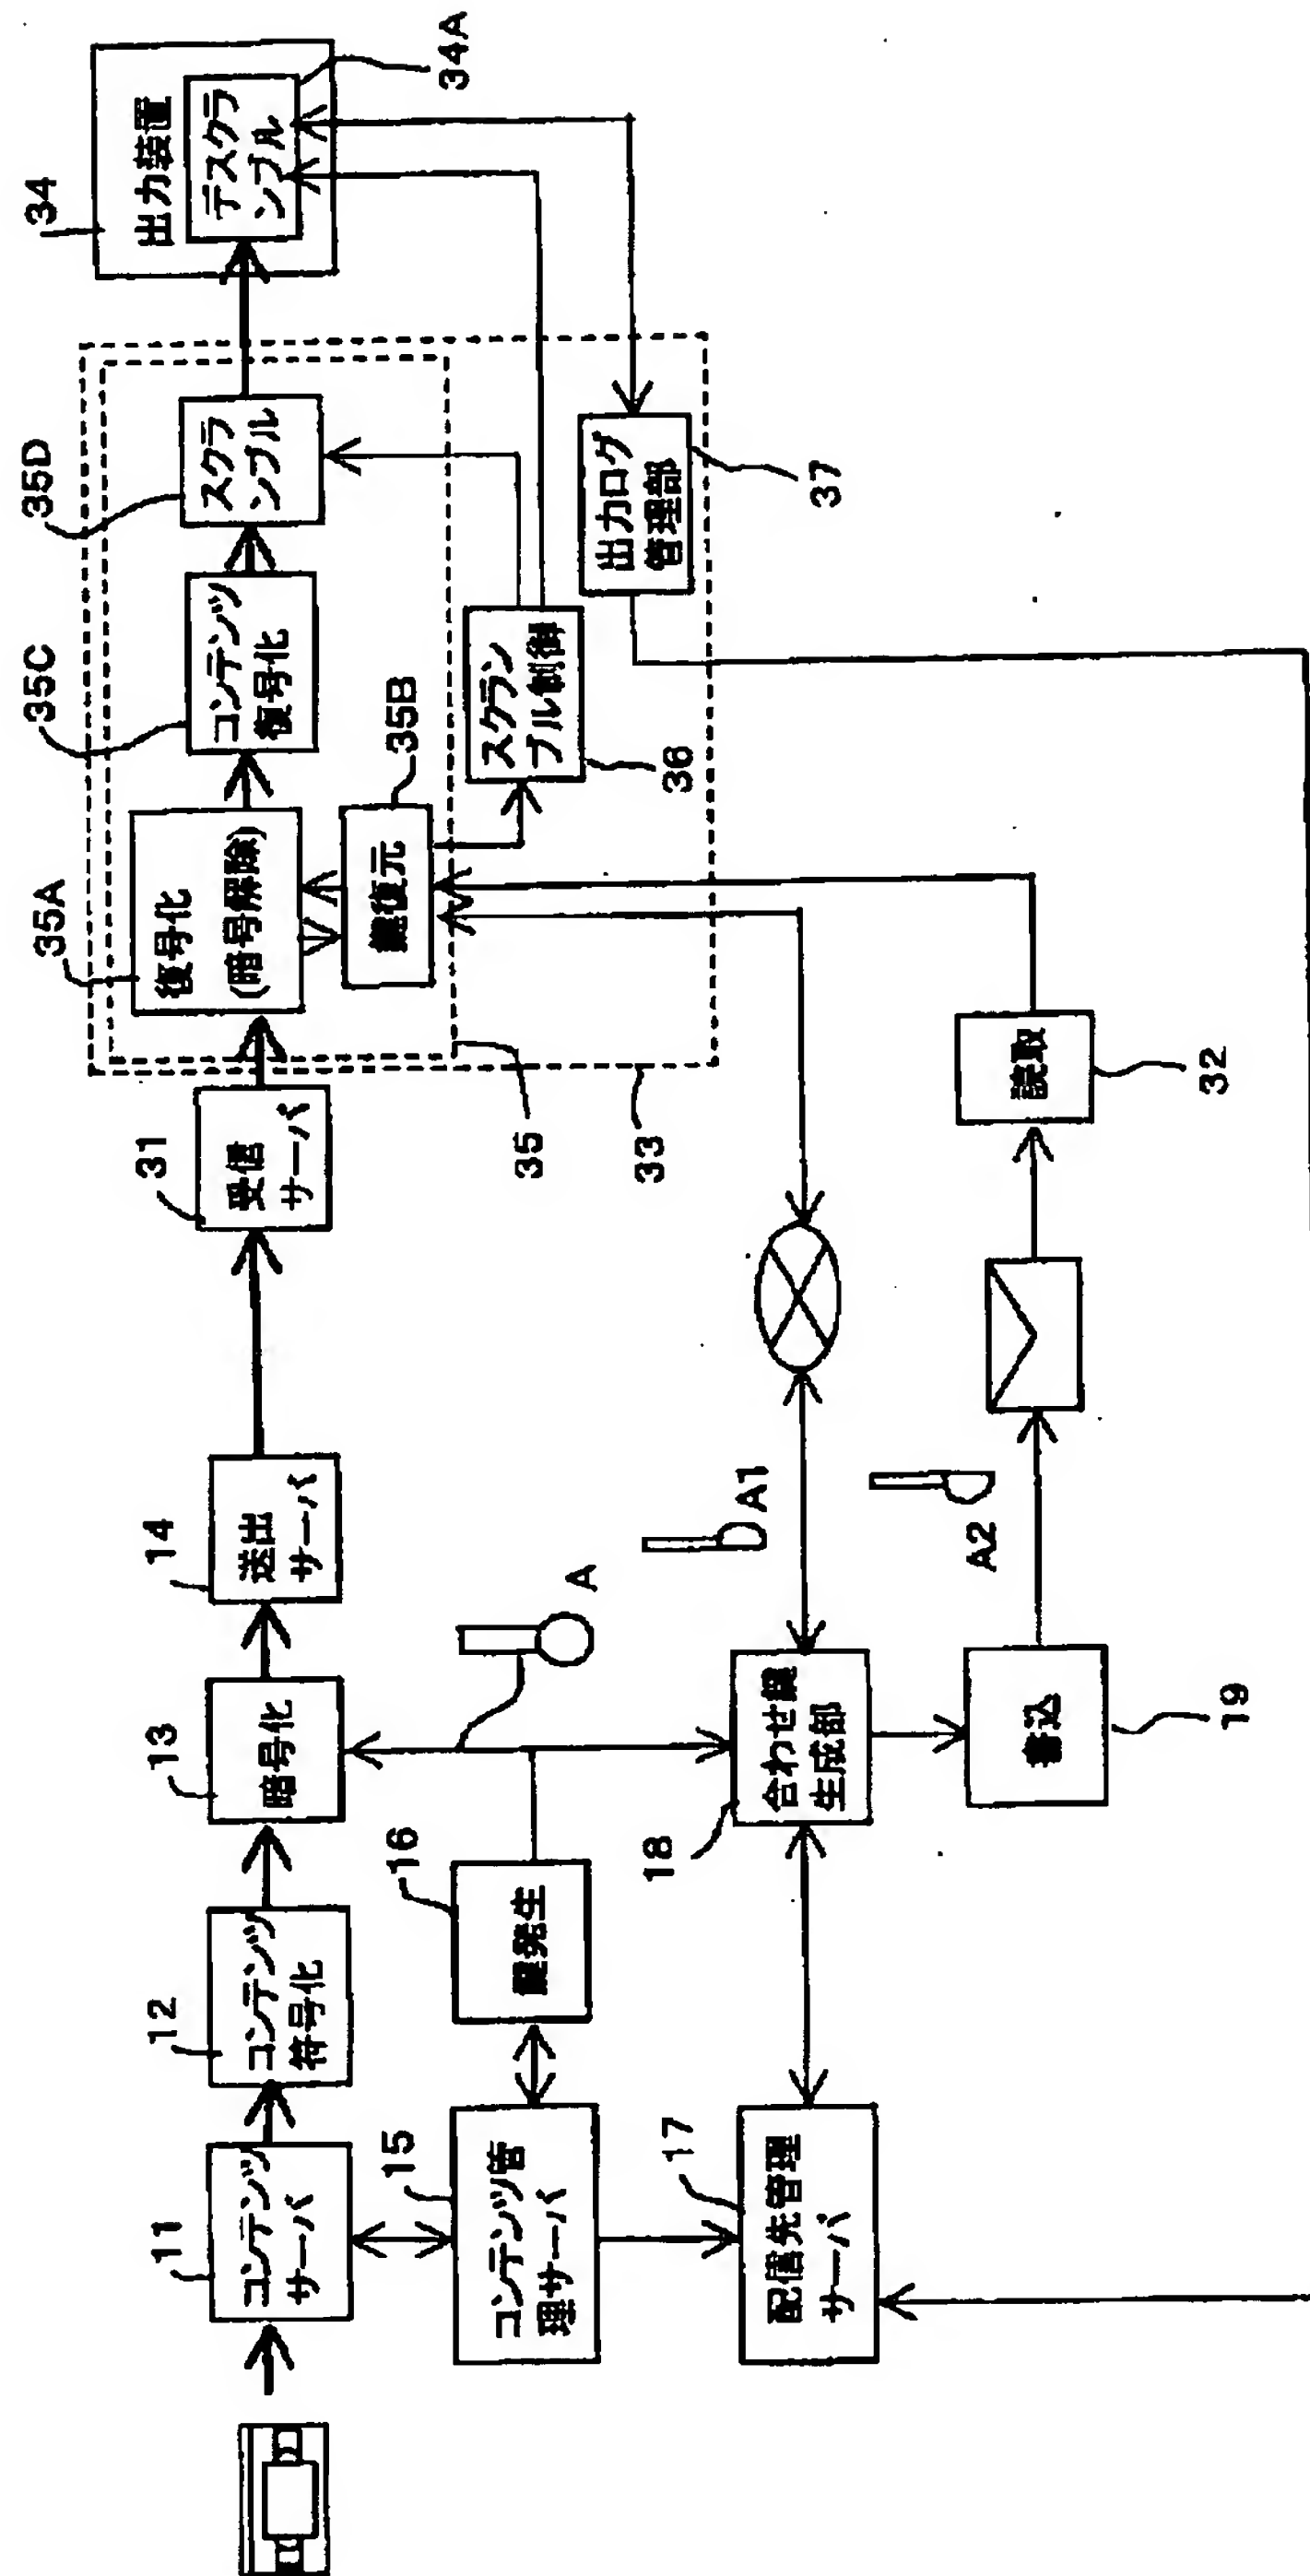 11
コンテンツ
サーバ
12
コンテンツ
符号化
13
暗号化
14
送出
サーバ
31
受信
サーバ
35A
復号化
(暗号解除)
35C
コンテンツ
復号化
35D
スクラ
ンブル
34
出力装置
デスクラ
ンブル
34A
鍵復元
35B
スクラン
ブル制御
36
出力ログ
管理部
37
35
33
15
コンテンツ管
理サーバ
16
鍵発生
A
17
配信先管理
サーバ
18
合わせ鍵
生成部
A1
19
書込
A2
読取
32